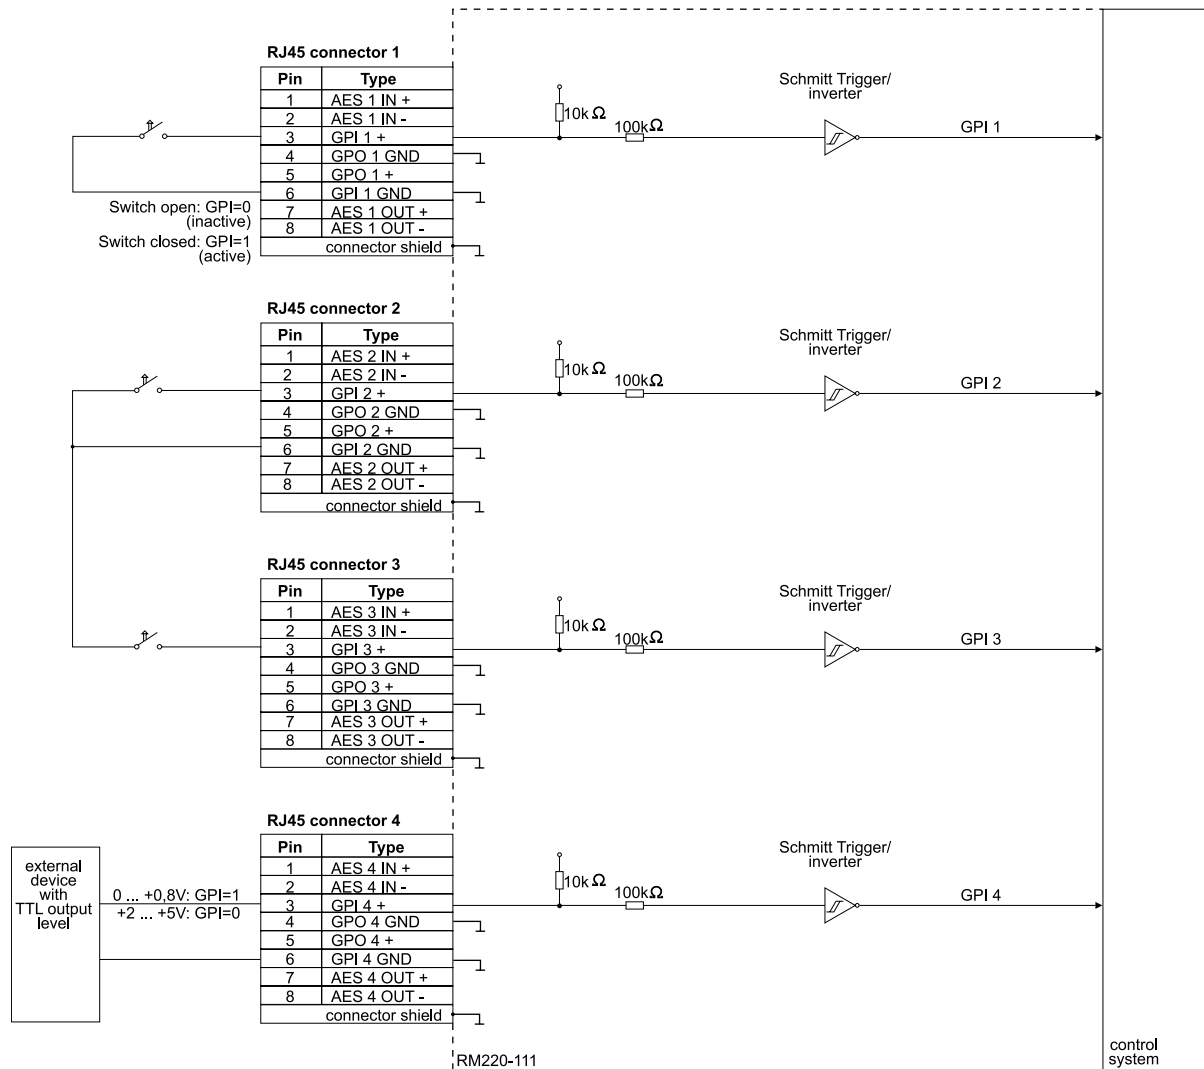 RJ45 connector 1
Pin Type
1 AES 1 IN +
2 AES 1 IN -
3 GPI 1 +
4 GPO 1 GND
5 GPO 1 +
6 GPI 1 GND
7 AES 1 OUT +
8 AES 1 OUT -
connector shield
Switch open: GPI=0
(inactive)
Switch closed: GPI=1
(active)
10k Ω
100kΩ
Schmitt Trigger/
inverter
GPI 1
RJ45 connector 2
Pin Type
1 AES 2 IN +
2 AES 2 IN -
3 GPI 2 +
4 GPO 2 GND
5 GPO 2 +
6 GPI 2 GND
7 AES 2 OUT +
8 AES 2 OUT -
connector shield
10k Ω
100kΩ
Schmitt Trigger/
inverter
GPI 2
RJ45 connector 3
Pin Type
1 AES 3 IN +
2 AES 3 IN -
3 GPI 3 +
4 GPO 3 GND
5 GPO 3 +
6 GPI 3 GND
7 AES 3 OUT +
8 AES 3 OUT -
connector shield
10k Ω
100kΩ
Schmitt Trigger/
inverter
GPI 3
RJ45 connector 4
Pin Type
1 AES 4 IN +
2 AES 4 IN -
3 GPI 4 +
4 GPO 4 GND
5 GPO 4 +
6 GPI 4 GND
7 AES 4 OUT +
8 AES 4 OUT -
connector shield
external
device
with
TTL output
level
0 ... +0,8V: GPI=1
+2 ... +5V: GPI=0
10k Ω
100kΩ
Schmitt Trigger/
inverter
GPI 4
RM220-111
control
system